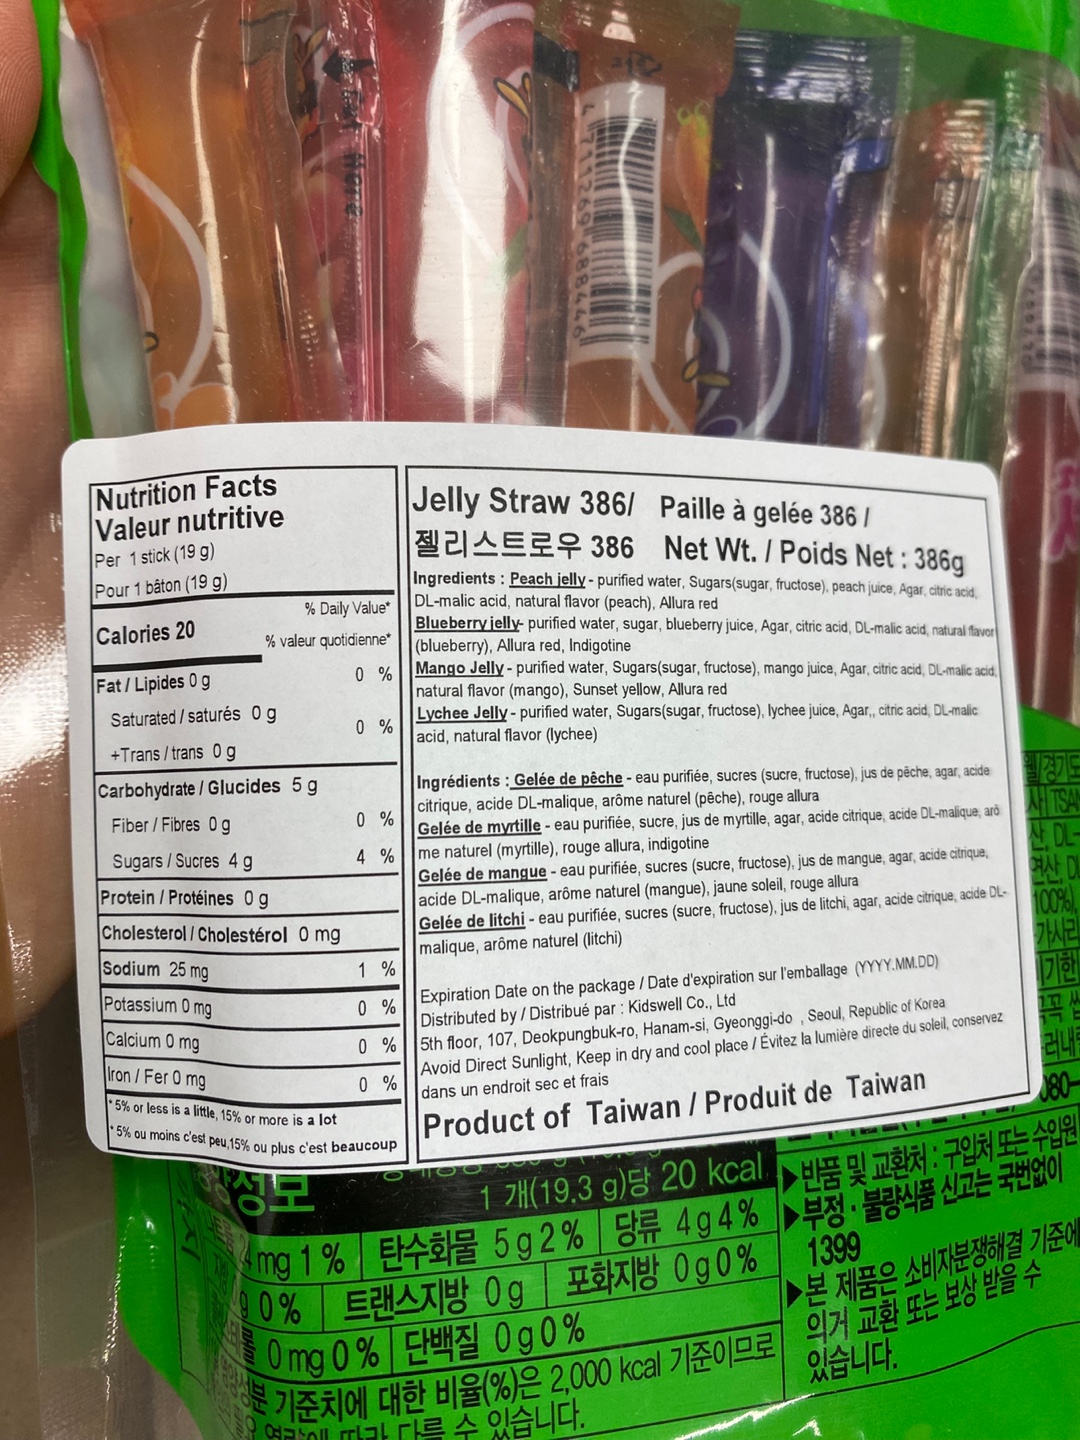 4 711269 688446
Nutrition Facts
Valeur nutritive
Per 1 stick (19 g)
Pour 1 bâton (19 g)
% Daily Value*
Calories 20
% valeur quotidienne*
Fat / Lipides 0 g 0 %
Saturated / saturés 0 g 0 %
+Trans / trans 0 g
Carbohydrate / Glucides 5 g
Fiber / Fibres 0 g 0 %
Sugars / Sucres 4 g 4 %
Protein / Protéines 0 g
Cholesterol / Cholestérol 0 mg
Sodium 25 mg 1 %
Potassium 0 mg 0 %
Calcium 0 mg 0 %
Iron / Fer 0 mg 0 %
* 5% or less is a little, 15% or more is a lot
* 5% ou moins c'est peu,15% ou plus c'est beaucoup
Jelly Straw 386/ Paille à gelée 386 /
젤리스트로우 386 Net Wt. / Poids Net : 386g
Ingredients : Peach jelly - purified water, Sugars(sugar, fructose), peach juice, Agar, citric acid,
DL-malic acid, natural flavor (peach), Allura red
Blueberry jelly- purified water, sugar, blueberry juice, Agar, citric acid, DL-malic acid, natural flavor
(blueberry), Allura red, Indigotine
Mango Jelly - purified water, Sugars(sugar, fructose), mango juice, Agar, citric acid, DL-malic acid,
natural flavor (mango), Sunset yellow, Allura red
Lychee Jelly - purified water, Sugars(sugar, fructose), lychee juice, Agar,, citric acid, DL-malic
acid, natural flavor (lychee)
Ingrédients : Gelée de pêche - eau purifiée, sucres (sucre, fructose), jus de pêche, agar, acide
citrique, acide DL-malique, arôme naturel (pêche), rouge allura
Gelée de myrtille - eau purifiée, sucre, jus de myrtille, agar, acide citrique, acide DL-malique, arô
me naturel (myrtille), rouge allura, indigotine
Gelée de mangue - eau purifiée, sucres (sucre, fructose), jus de mangue, agar, acide citrique,
acide DL-malique, arôme naturel (mangue), jaune soleil, rouge allura
Gelée de litchi - eau purifiée, sucres (sucre, fructose), jus de litchi, agar, acide citrique, acide DL-
malique, arôme naturel (litchi)
Expiration Date on the package / Date d'expiration sur l'emballage (YYYY.MM.DD)
Distributed by / Distribué par : Kidswell Co., Ltd
5th floor, 107, Deokpungbuk-ro, Hanam-si, Gyeonggi-do , Seoul, Republic of Korea
Avoid Direct Sunlight, Keep in dry and cool place / Évitez la lumière directe du soleil, conservez
dans un endroit sec et frais
Product of Taiwan / Produit de Taiwan
1 개(19.3 g)당 20 kcal
mg 1% 탄수화물 5g 2% 당류 4g 4%
0% 트랜스지방 0g 포화지방 0g 0%
0mg 0% 단백질 0g 0%
기준치에 대한 비율(%)은 2,000 kcal 기준이므로
따라 다를 수 있습니다.
▶반품 및 교환처 : 구입처 또는 수입원
▶부정 · 불량식품 신고는 국번없이
1399
▶본 제품은 소비자분쟁해결 기준에
의거 교환 또는 보상 받을 수
있습니다.